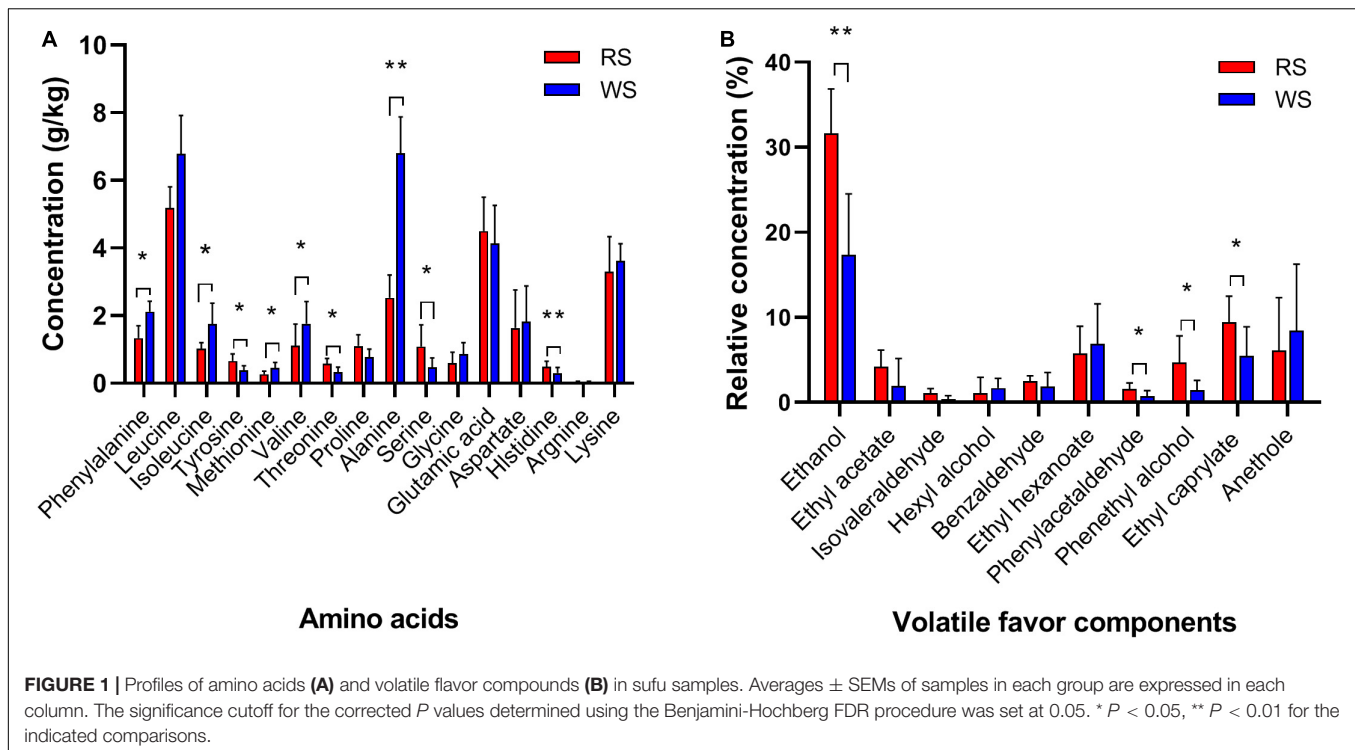 A
10
8
6
4
2
0
Concentration (g/kg)
RS
WS
*
*
*
*
*
*
**
*
**
Phenylalanine
Leucine
Isoleucine
Tyrosine
Methionine
Valine
Threonine
Proline
Alanine
Serine
Glycine
Glutamic acid
Aspartate
HIstidine
Arginine
Lysine
Amino acids
B
40
30
20
10
0
Relative concentration (%)
RS
WS
**
*
*
*
Ethanol
Ethyl acetate
Isovaleraldehyde
Hexyl alcohol
Benzaldehyde
Ethyl hexanoate
Phenylacetaldehyde
Phenethyl alcohol
Ethyl caprylate
Anethole
Volatile favor components
FIGURE 1 | Profiles of amino acids (A) and volatile flavor compounds (B) in sufu samples. Averages ± SEMs of samples in each group are expressed in each
column. The significance cutoff for the corrected P values determined using the Benjamini-Hochberg FDR procedure was set at 0.05. * P < 0.05, ** P < 0.01 for the
indicated comparisons.